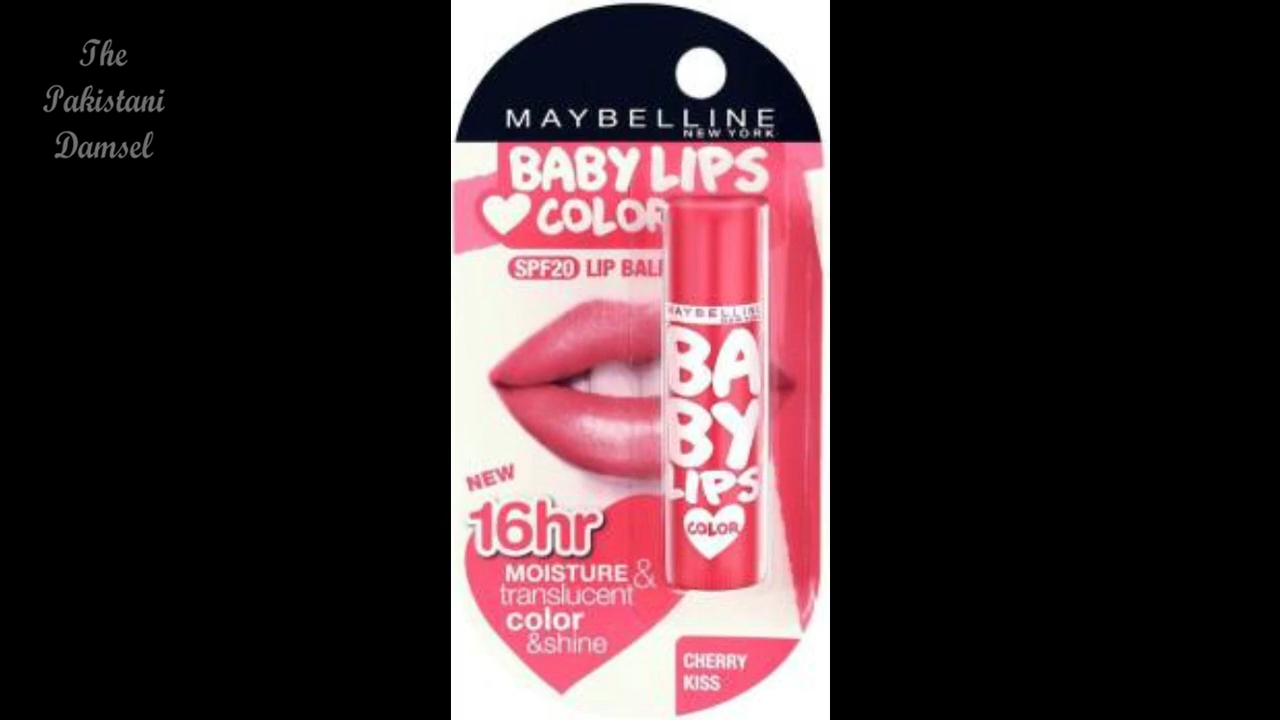 The
Pakistani
Damsel
MAYBELLINE
NEW YORK
BABY LIPS
COLOR
SPF20 LIP BAL
MAYBELLINE
NEW YORK
BA
BY
LIPS
COLOR
NEW
16hr
MOISTURE &
translucent
color
&shine
CHERRY
KISS